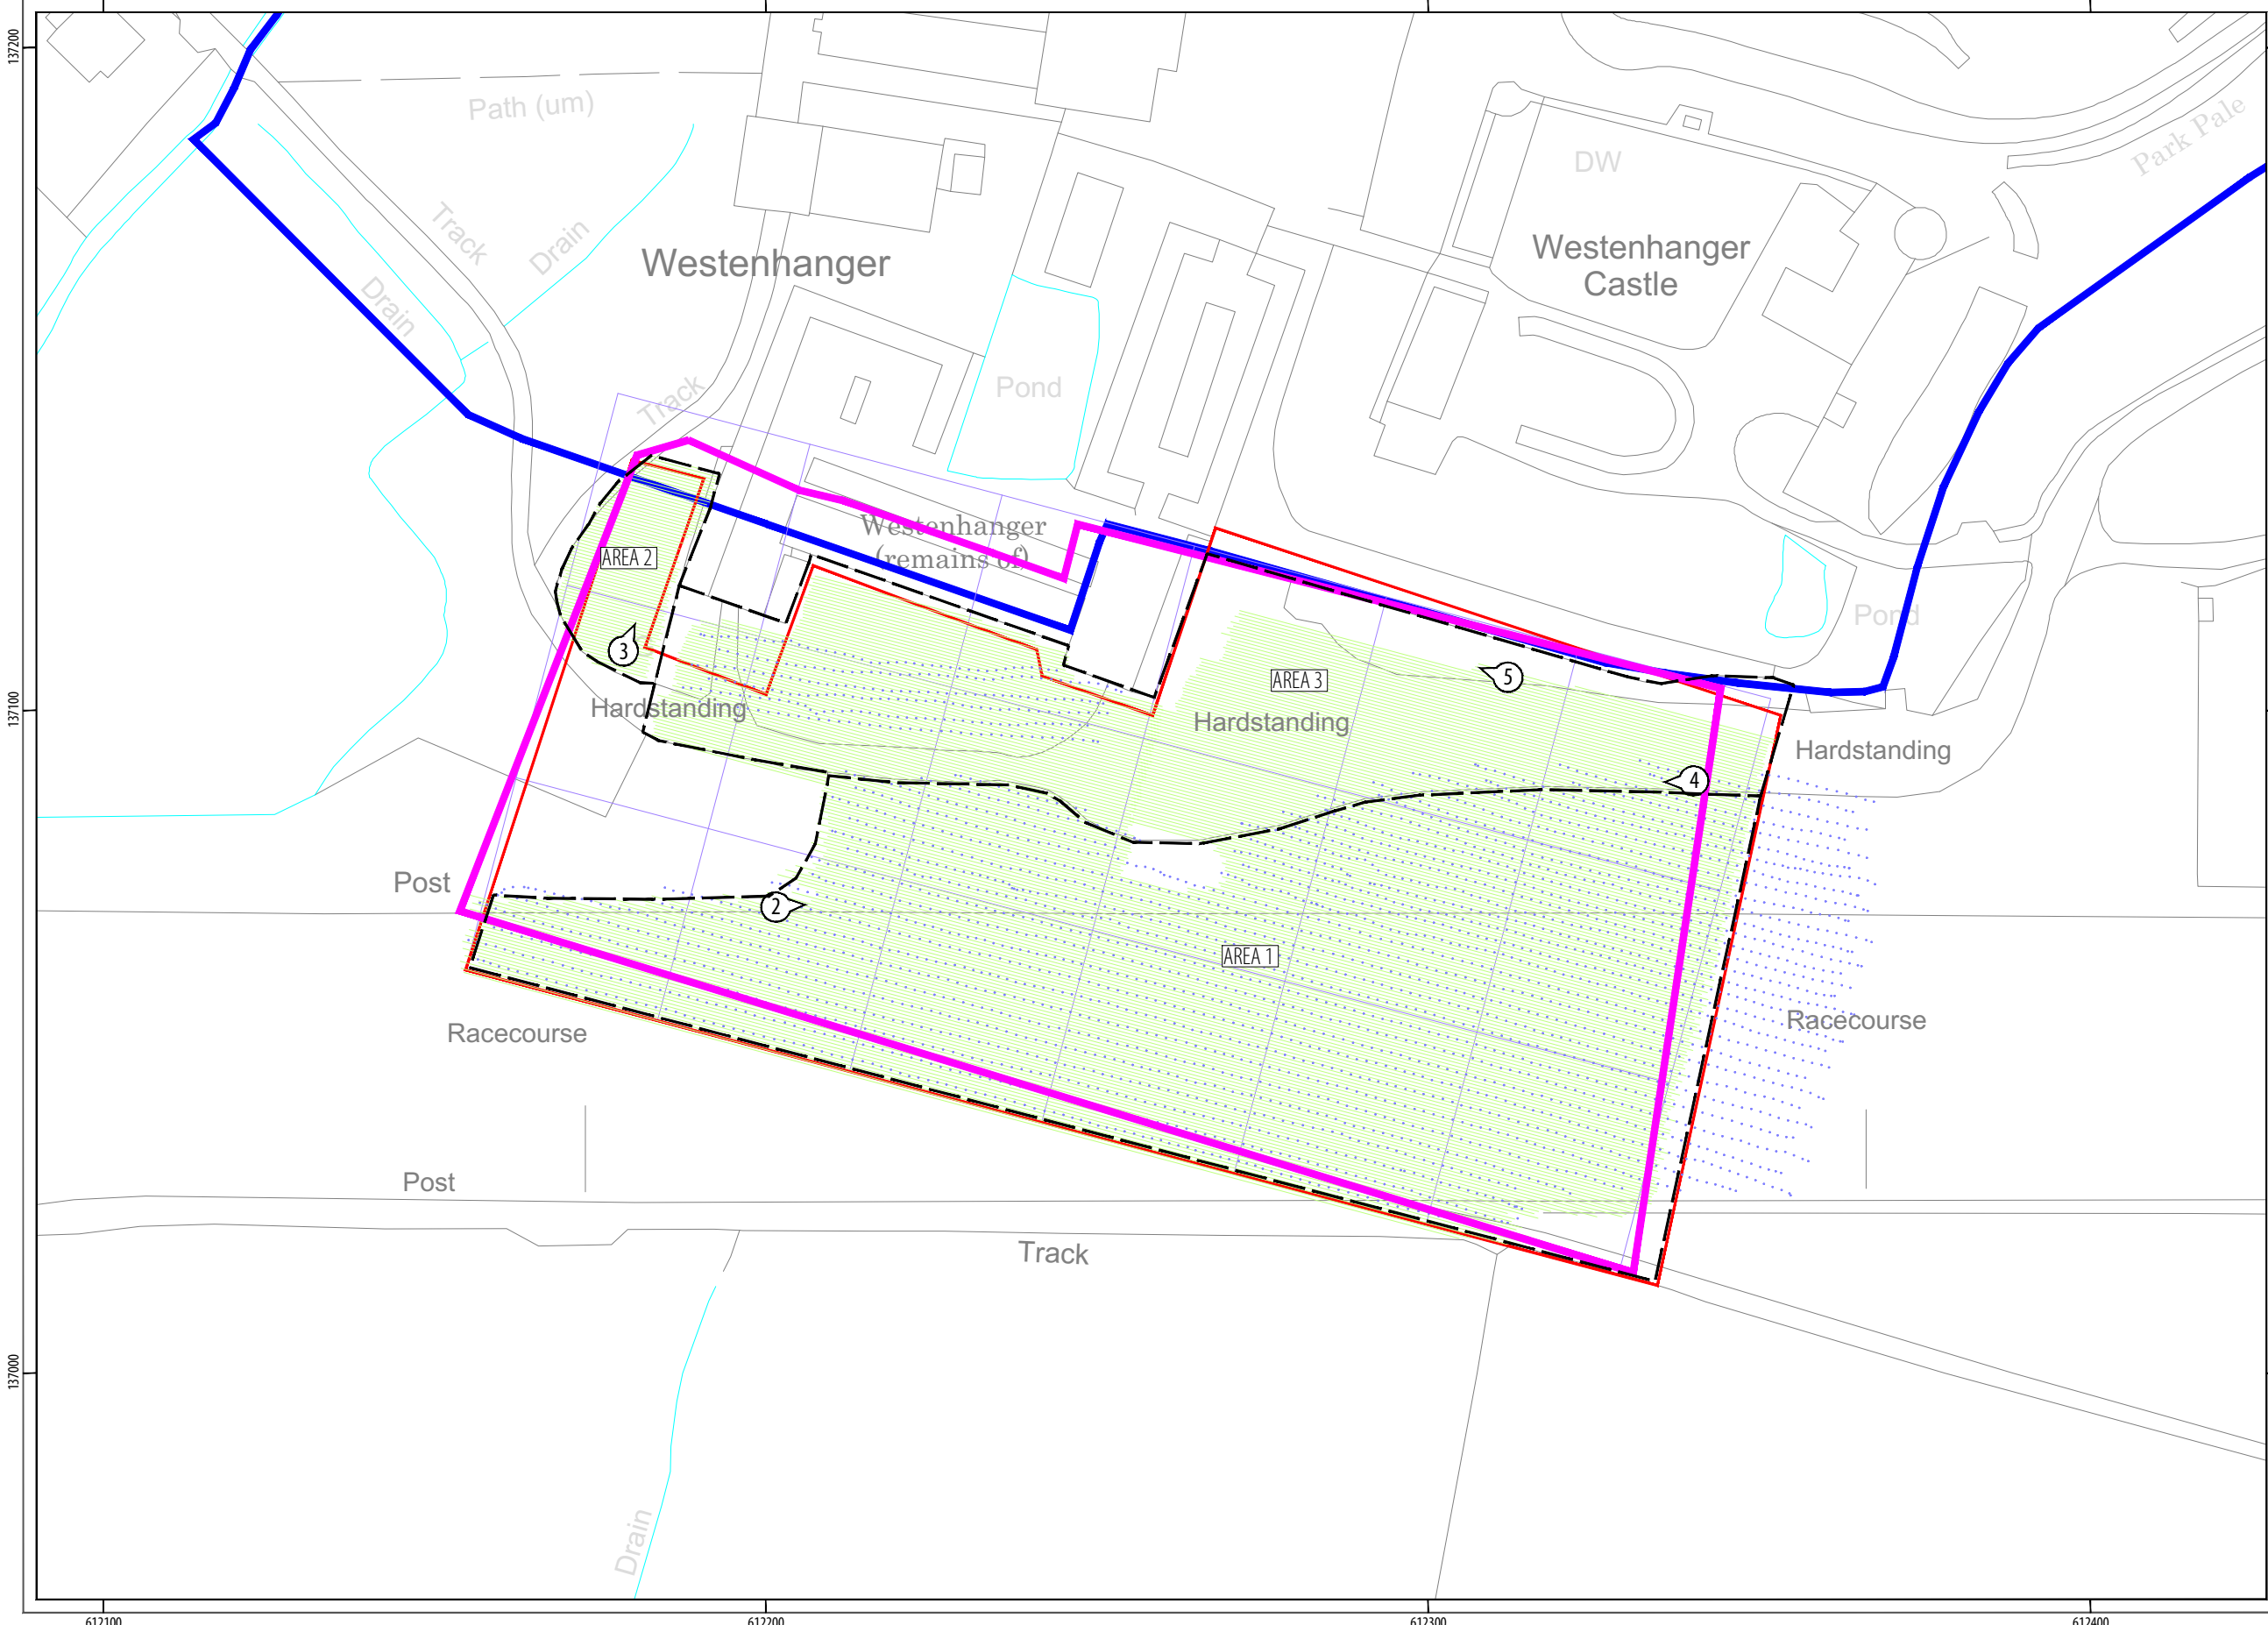 137200
Path (um)
Park Pale
DW
Track
Drain
Westenhanger
Westenhanger
Castle
Drain
Pond
Track
Westenhanger
(remains of)
AREA 2
Pond
3
5
AREA 3
Hardstanding
137100
Hardstanding
Hardstanding
4
Post
2
AREA 1
Racecourse
Racecourse
Post
Track
137000
Drain
612100
612200
612300
612400